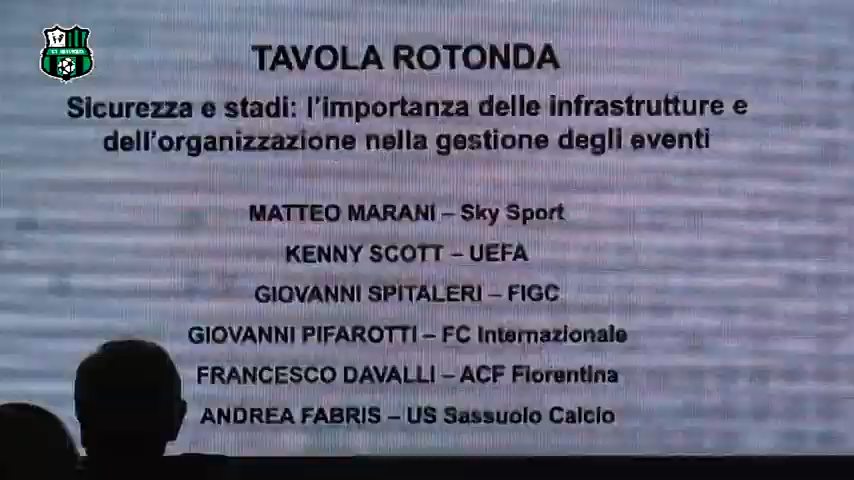 TAVOLA ROTONDA
Sicurezza e stadi: l'importanza delle infrastrutture e
dell'organizzazione nella gestione degli eventi
MATTEO MARANI – Sky Sport
KENNY SCOTT – UEFA
GIOVANNI SPITALERI – FIGC
GIOVANNI PIFAROTTI – FC Internazionale
FRANCESCO DAVALLI – ACF Fiorentina
ANDREA FABRIS – US Sassuolo Calcio